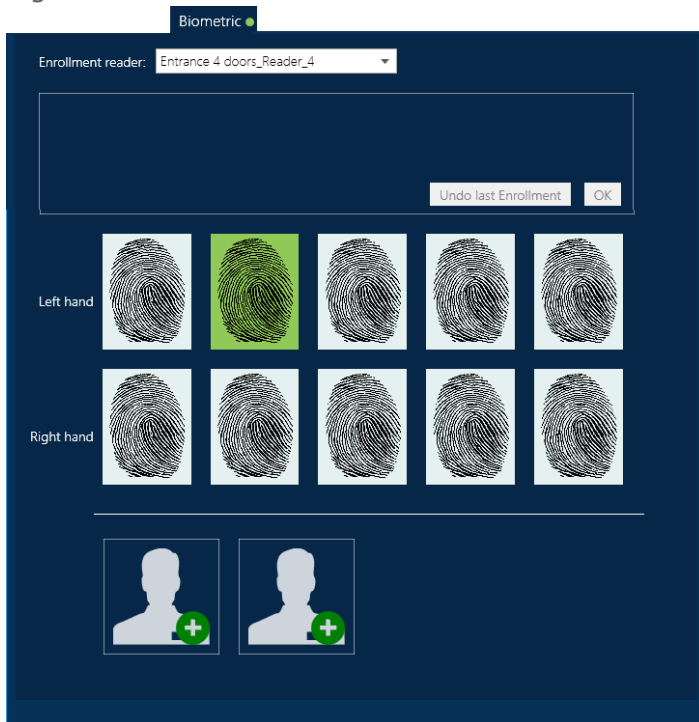 Biometric
Enrollment reader: Entrance 4 doors_Reader_4
Undo last Enrollment OK
Left hand
Right hand